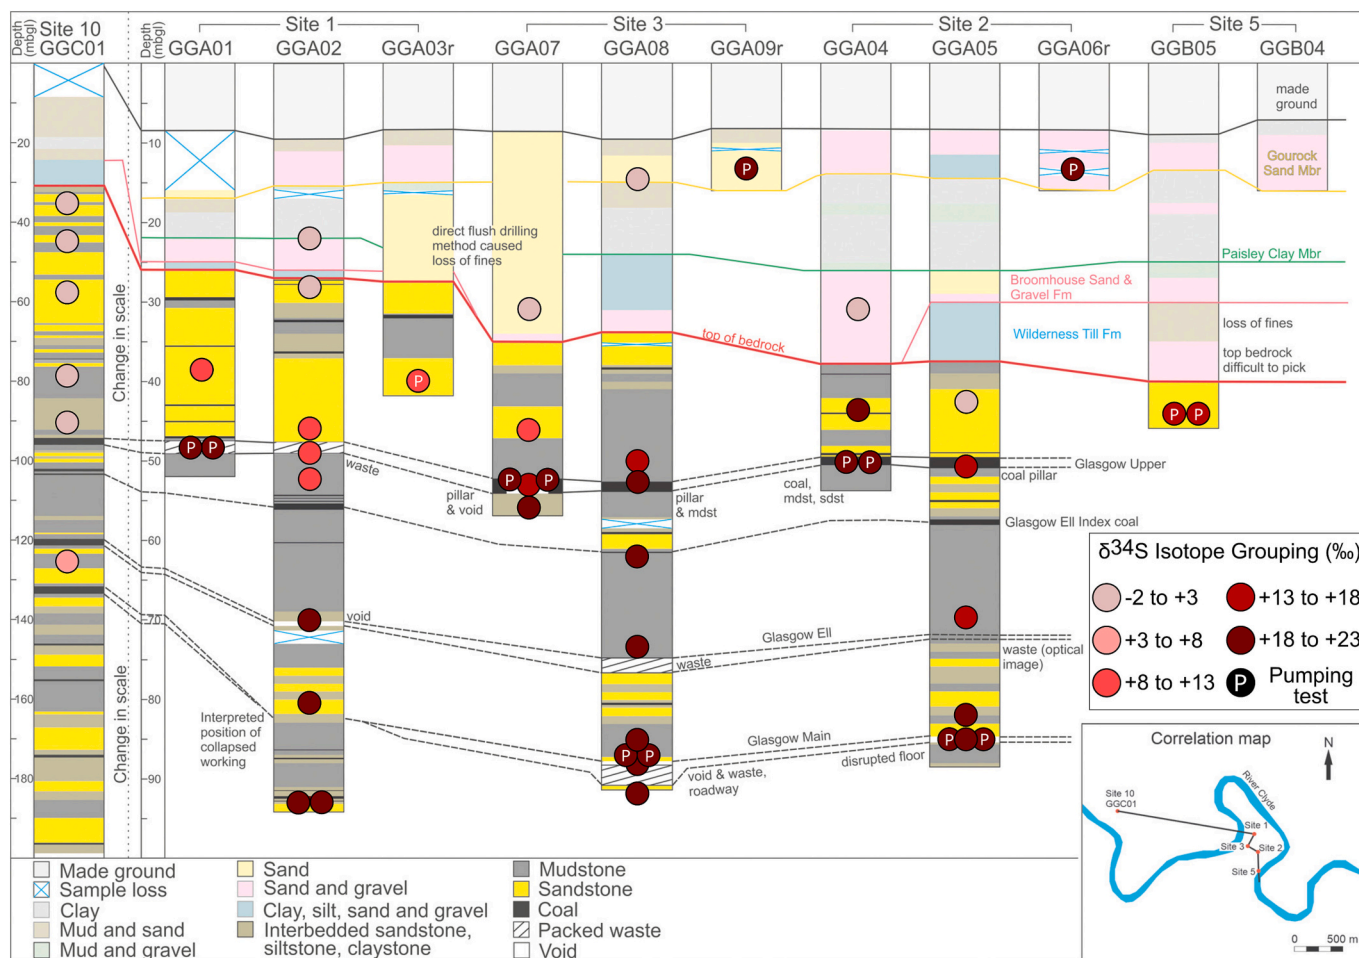 Site 10
Site 1
Site 3
Site 2
Site 5
Depth (mbgl)
GGC01
Depth (mbgl)
GGA01
GGA02
GGA03r
GGA07
GGA08
GGA09r
GGA04
GGA05
GGA06r
GGB05
GGB04
20
40
60
80
100
120
140
160
180
Change in scale
Change in scale
10
20
30
40
50
60
70
80
90
made
ground
Gourock
Sand Mbr
direct flush drilling
method caused
loss of fines
Paisley Clay Mbr
Broomhouse Sand &
Gravel Fm
Wilderness Till Fm
loss of fines
top bedrock
difficult to pick
top of bedrock
P
P
P
P P
P P
P P
P P
P P
P P
P P
waste
pillar
& void
pillar
& mdst
coal,
mdst, sdst
coal pillar
Glasgow Upper
Glasgow Ell Index coal
void
Glasgow Ell
waste
waste (optical
image)
Interpreted
position of
collapsed
working
Glasgow Main
disrupted floor
void & waste,
roadway
δ34S Isotope Grouping (‰)
-2 to +3
+13 to +18
+3 to +8
+18 to +23
+8 to +13
P Pumping
test
Correlation map
N
River Clyde
Site 10
GGC01
Site 1
Site 3
Site 2
Site 5
0 500 m
Made ground
Sample loss
Clay
Mud and sand
Mud and gravel
Sand
Sand and gravel
Clay, silt, sand and gravel
Interbedded sandstone,
siltstone, claystone
Mudstone
Sandstone
Coal
Packed waste
Void